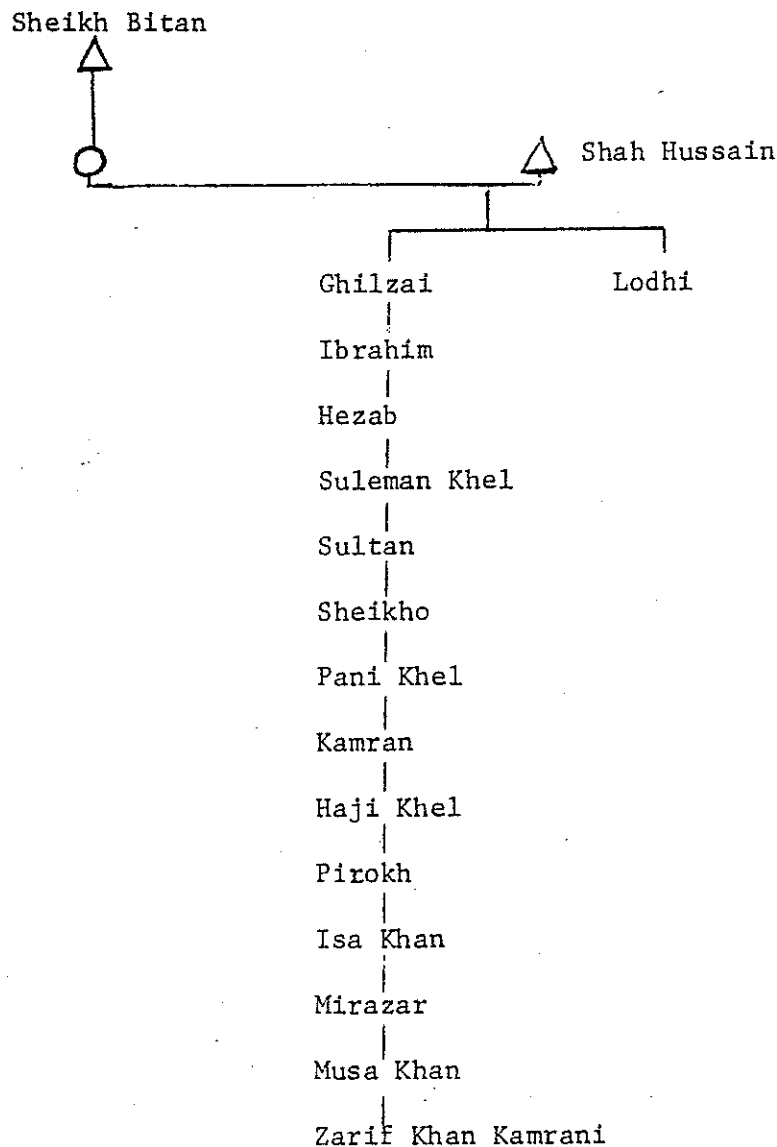 Sheikh Bitan
Shah Hussain
Ghilzai Lodhi
Ibrahim
Hezab
Suleman Khel
Sultan
Sheikho
Pani Khel
Kamran
Haji Khel
Pirokh
Isa Khan
Mirazar
Musa Khan
Zarif Khan Kamrani